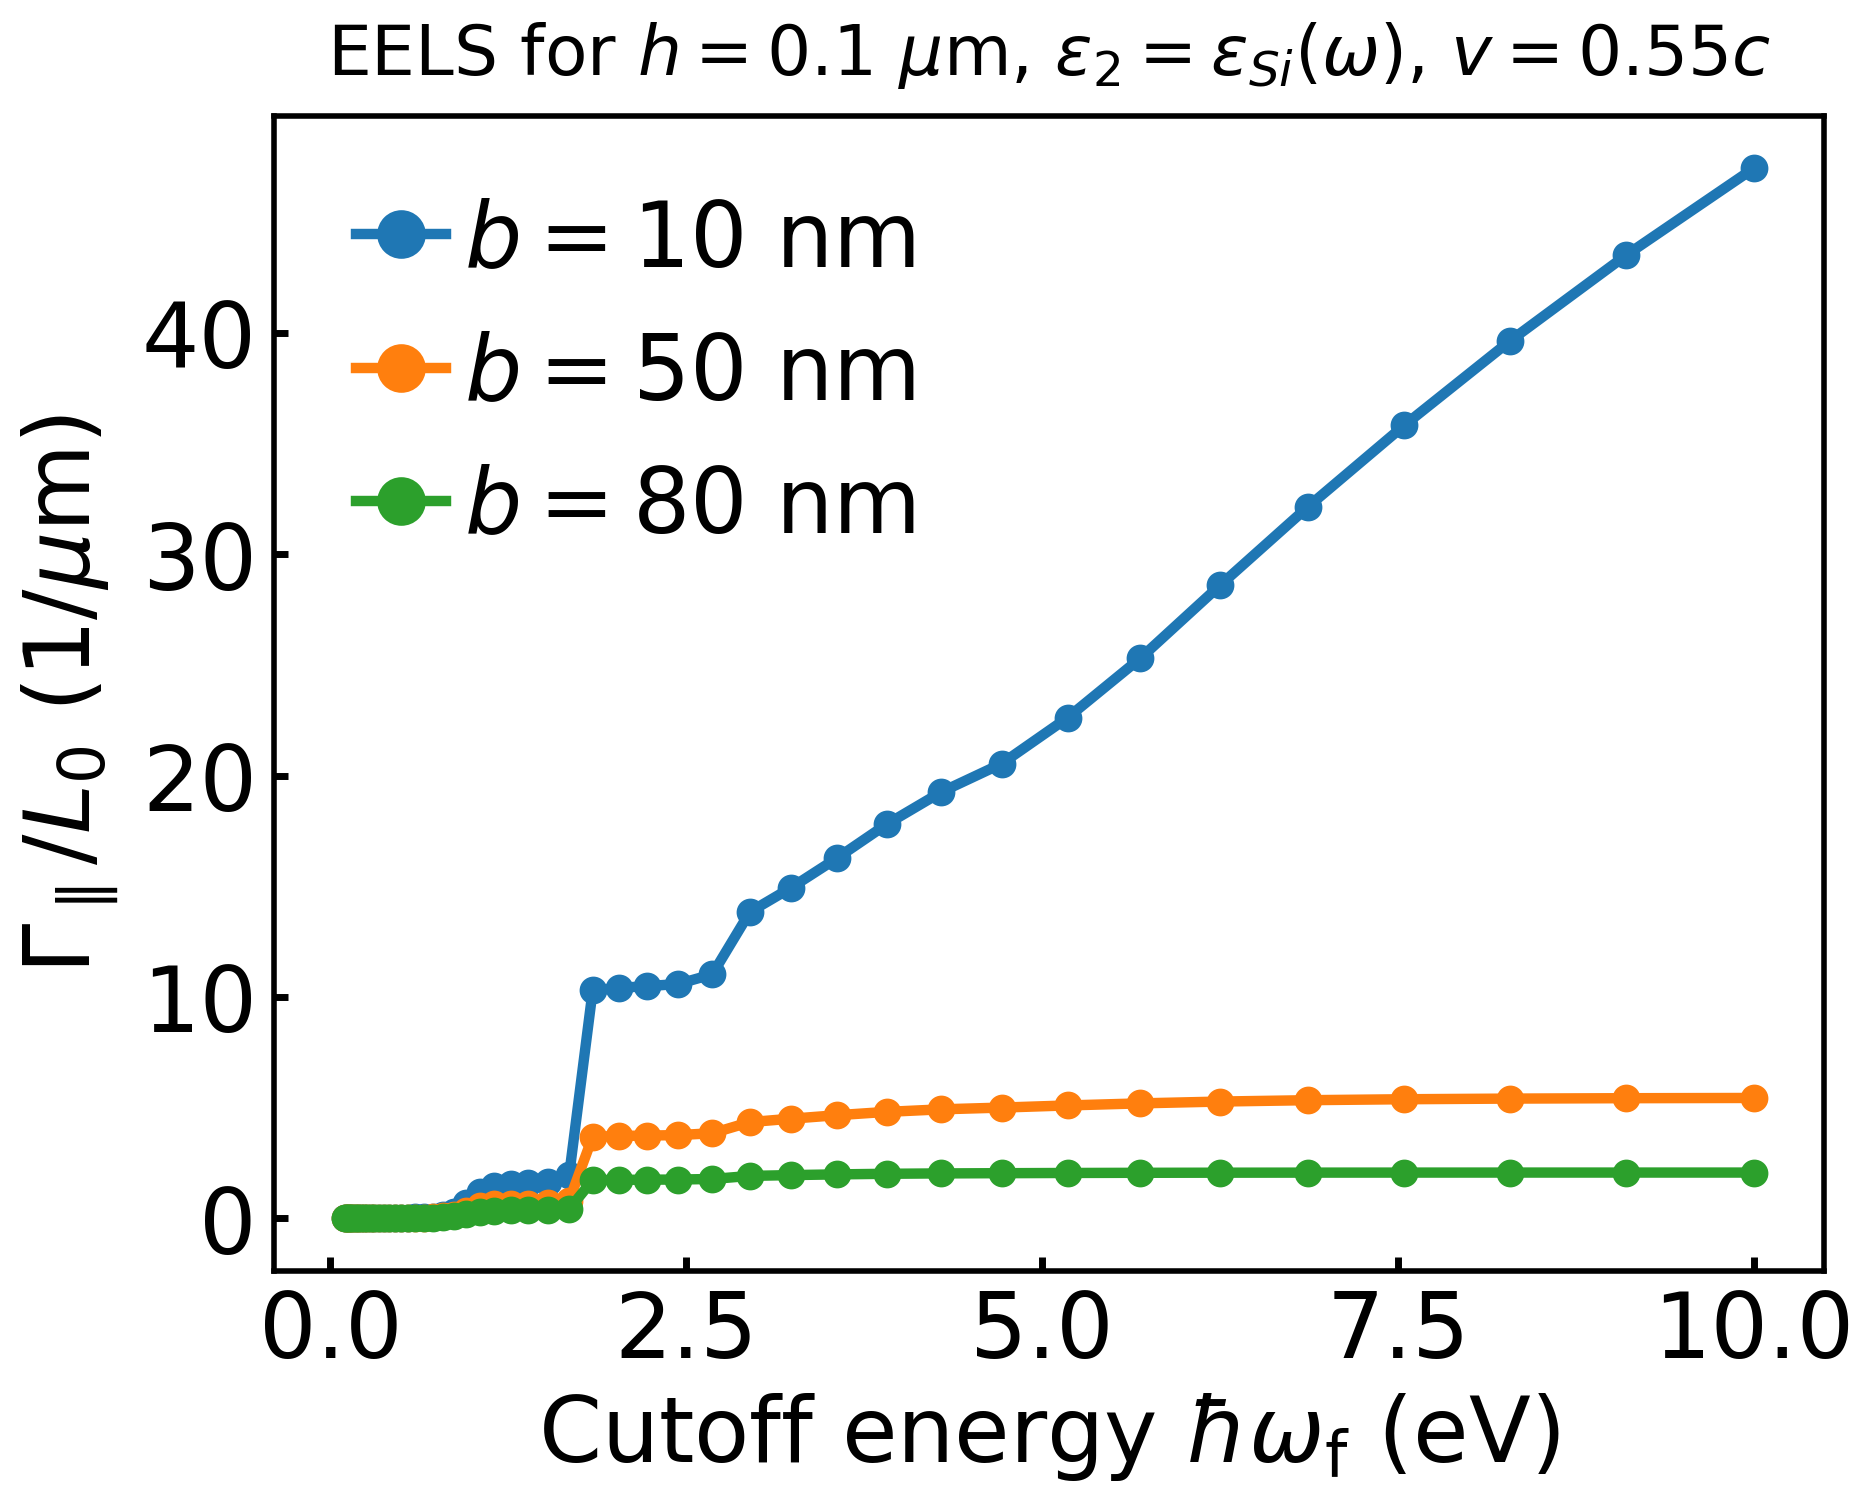 EELS for h = 0.1 μm, ε₂ = ε_Si(ω), v = 0.55c
b = 10 nm
b = 50 nm
b = 80 nm
40
30
20
10
0
Γ∥/L₀ (1/μm)
0.0 2.5 5.0 7.5 10.0
Cutoff energy ħω_f (eV)